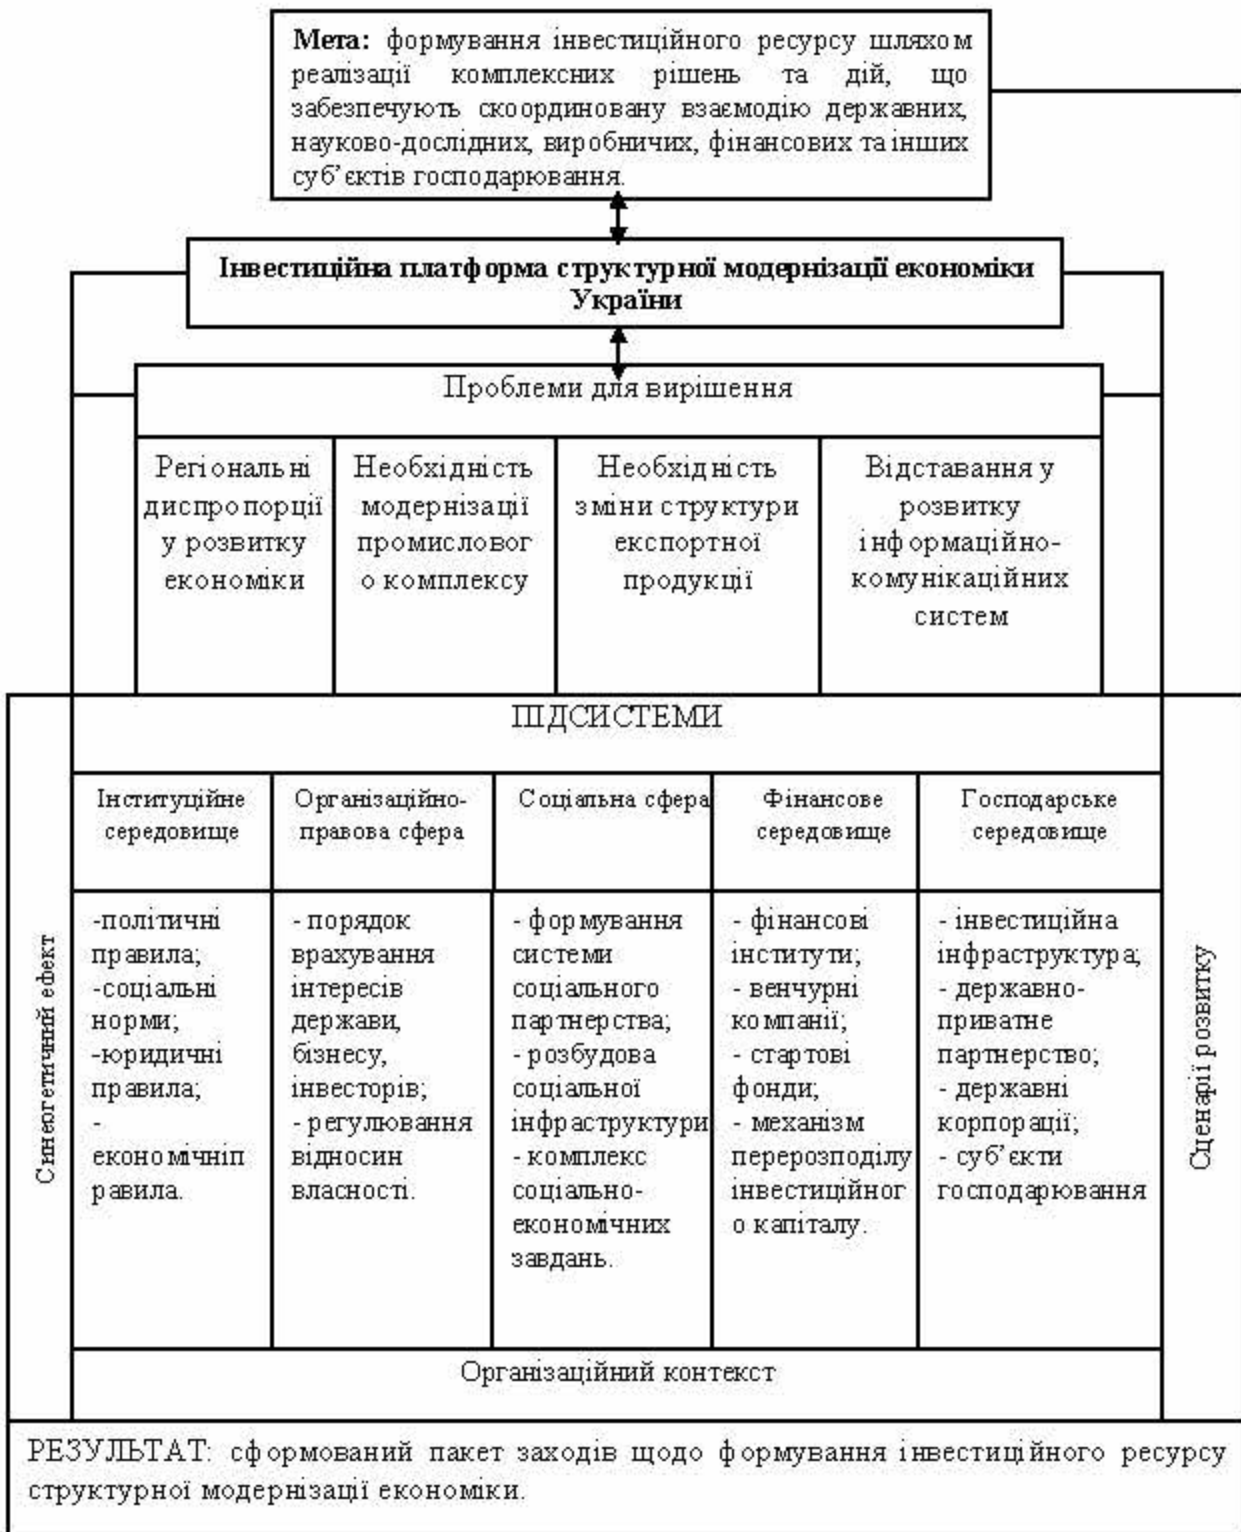 Мета: формування інвестиційного ресурсу шляхом
реалізації комплексних рішень та дій, що
забезпечують скоординовану взаємодію державних,
науково-дослідних, виробничих, фінансових та інших
суб’єктів господарювання.
Інвестиційна платформа структурної модернізації економіки
України
Проблеми для вирішення
Регіональні
диспропорції
у розвитку
економіки
Необхідність
модернізації
промисловог
о комплексу
Необхідність
зміни структури
експортної
продукції
Відставання у
розвитку
інформаційно-
комунікаційних
систем
ПІДСИСТЕМИ
Інституційне
середовище
Організаційно-
правова сфера
Соціальна сфера
Фінансове
середовище
Господарське
середовище
-політичні
правила;
-соціальні
норми;
-юридичні
правила;
-
економічніп
равила.
- порядок
врахування
інтересів
держави,
бізнесу,
інвесторів;
- регулювання
відносин
власності.
- формування
системи
соціального
партнерства;
- розбудова
соціальної
інфраструктури
- комплекс
соціально-
економічних
завдань.
- фінансові
інститути;
- венчурні
компанії;
- стартові
фонди;
- механізм
перерозподілу
інвестиційног
о капіталу.
- інвестиційна
інфраструктура;
- державно-
приватне
партнерство;
- державні
корпорації;
- суб’єкти
господарювання
Синегетичний ефект
Сценарії розвитку
Організаційний контекст
РЕЗУЛЬТАТ: сформований пакет заходів щодо формування інвестиційного ресурсу
структурної модернізації економіки.